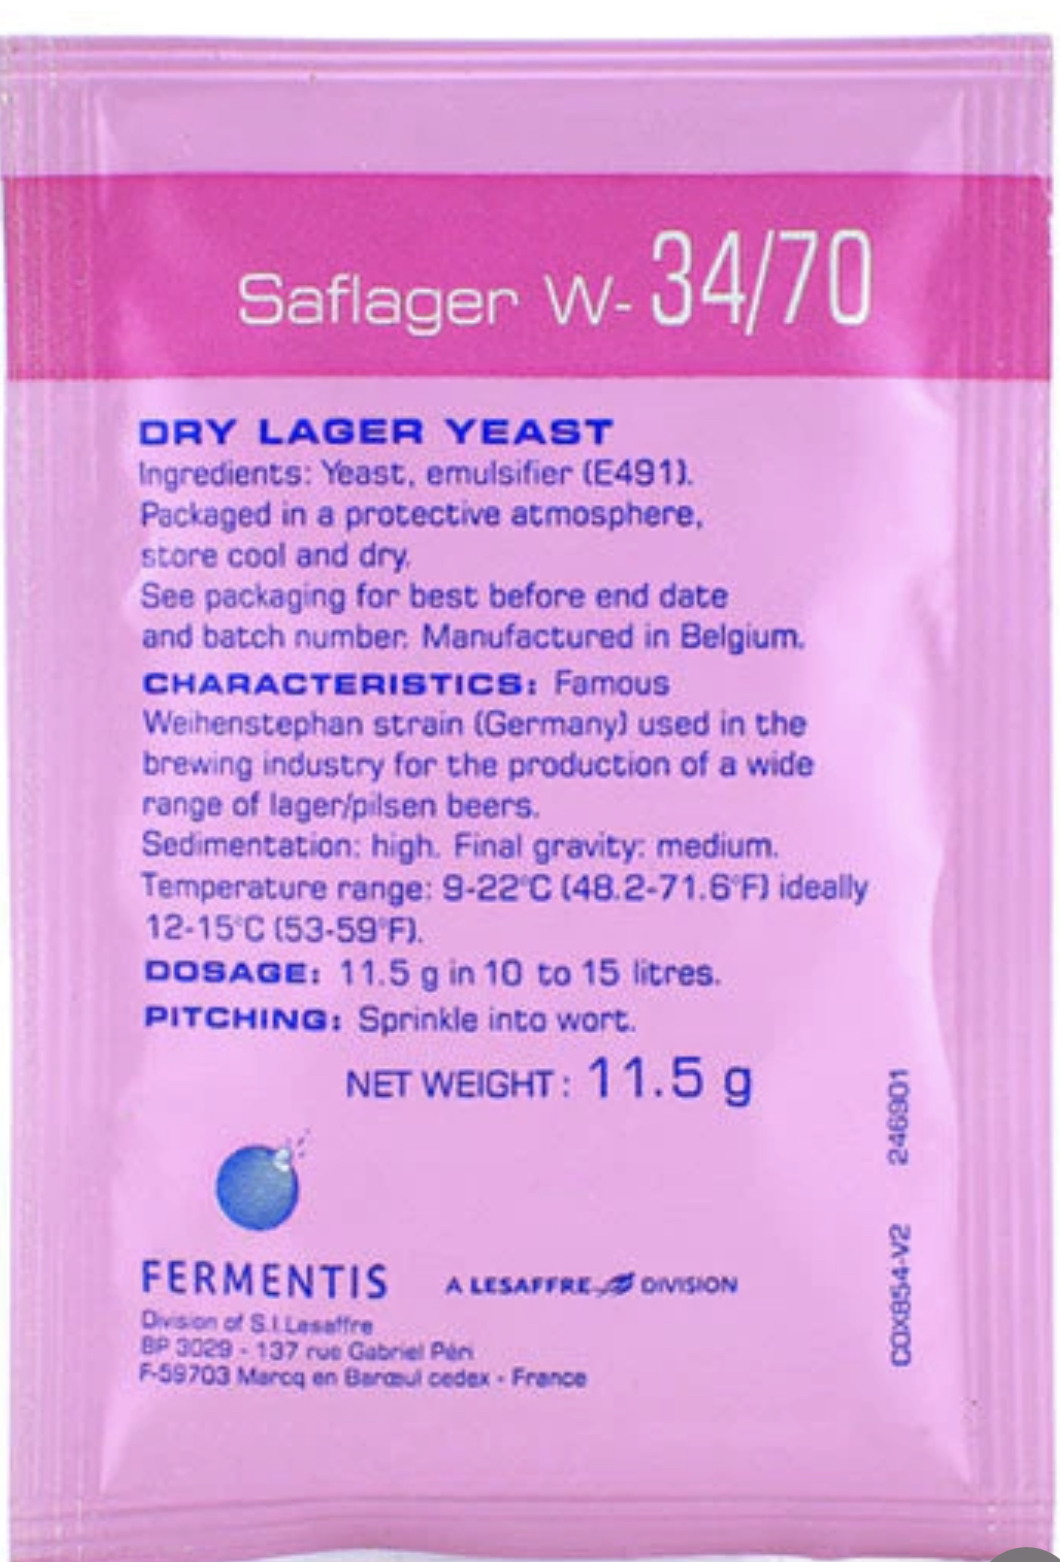 Saflager W-34/70
DRY LAGER YEAST
Ingredients: Yeast, emulsifier (E491).
Packaged in a protective atmosphere,
store cool and dry.
See packaging for best before end date
and batch number. Manufactured in Belgium.
CHARACTERISTICS: Famous
Weihenstephan strain (Germany) used in the
brewing industry for the production of a wide
range of lager/pilsen beers.
Sedimentation: high. Final gravity: medium.
Temperature range: 9-22°C (48.2-71.6°F) ideally
12-15°C (53-59°F).
DOSAGE: 11.5 g in 10 to 15 litres.
PITCHING: Sprinkle into wort.
NET WEIGHT: 11.5 g
FERMENTIS A LESAFFRE DIVISION
Division of S.I.Lesaffre
BP 3029 - 137 rue Gabriel Péri
F-59703 Marcq en Barœul cedex - France
COX854-V2 246901